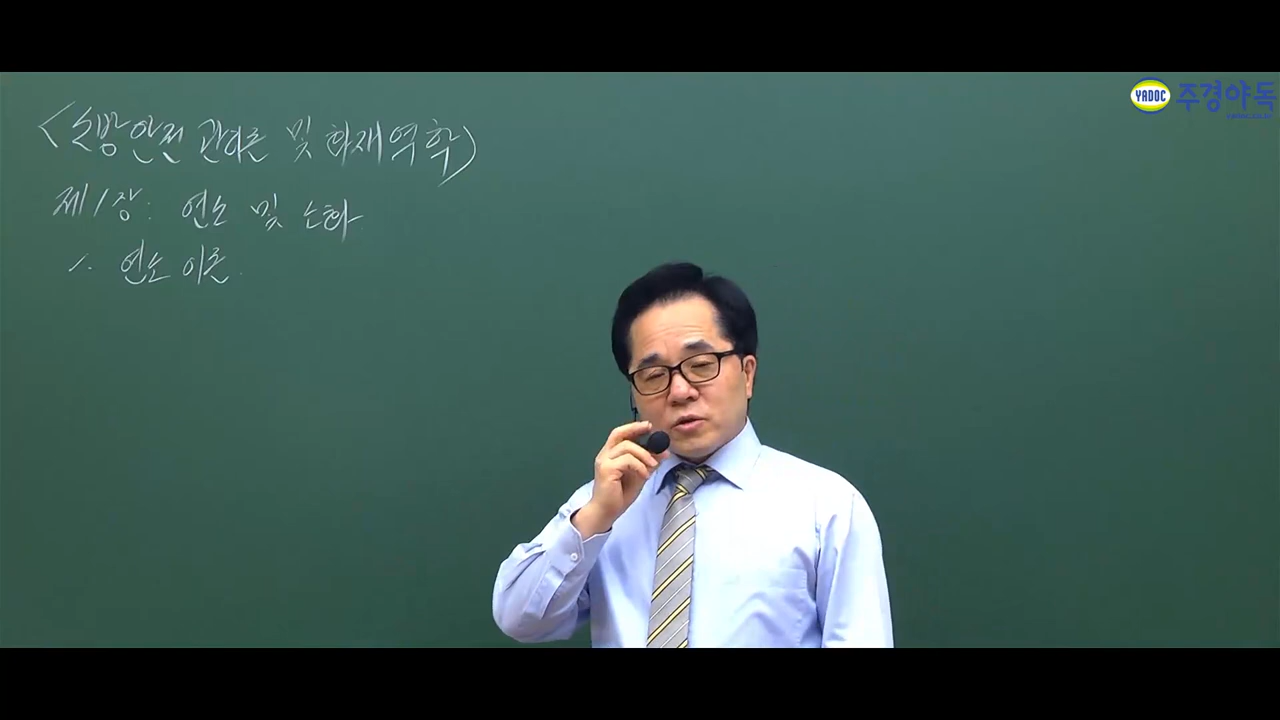 YADOC 주경야독
<소방안전관리론 및 화재역학>
제1장 : 연소 및 소화
1. 연소 이론